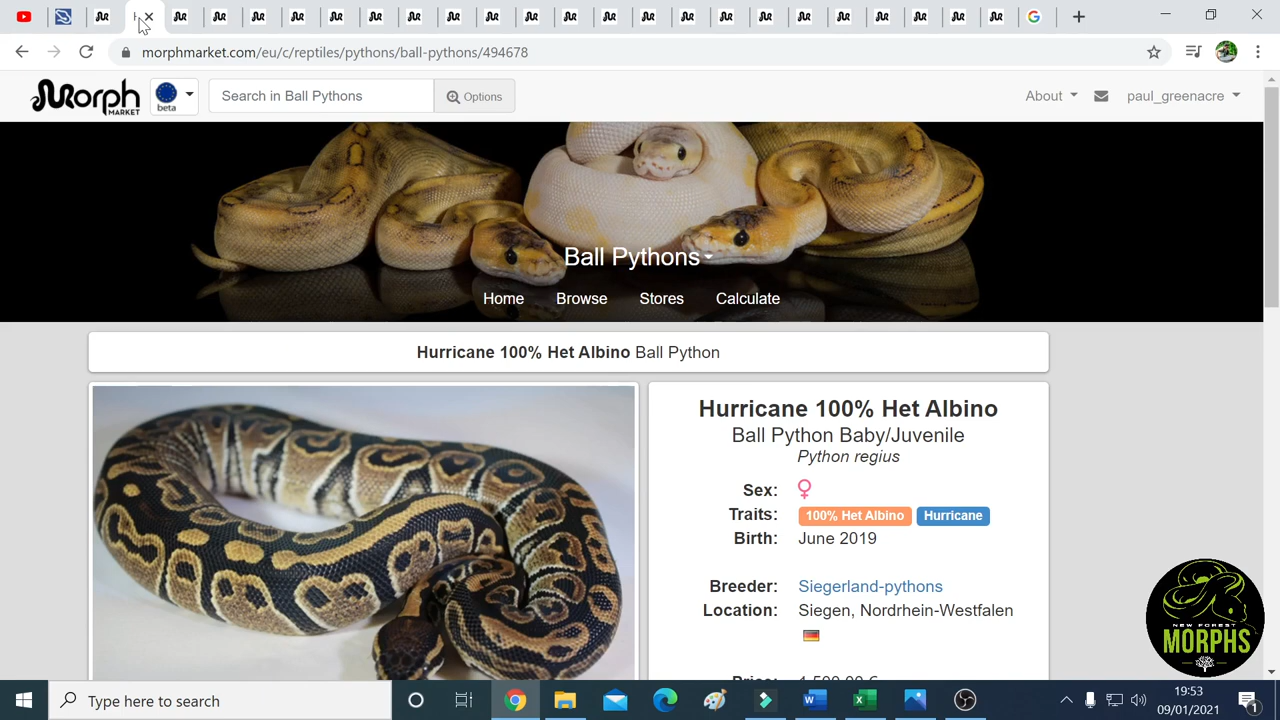 morphmarket.com/eu/c/reptiles/pythons/ball-pythons/494678
Morph
MARKET
beta
Search in Ball Pythons
Options
About
paul_greenacre
Ball Pythons
Home
Browse
Stores
Calculate
Hurricane 100% Het Albino Ball Python
Hurricane 100% Het Albino
Ball Python Baby/Juvenile
Python regius
Sex:
Traits: 100% Het Albino Hurricane
Birth: June 2019
Breeder: Siegerland-pythons
Location: Siegen, Nordrhein-Westfalen
NEW FOREST
MORPHS
Type here to search
19:53
09/01/2021
1